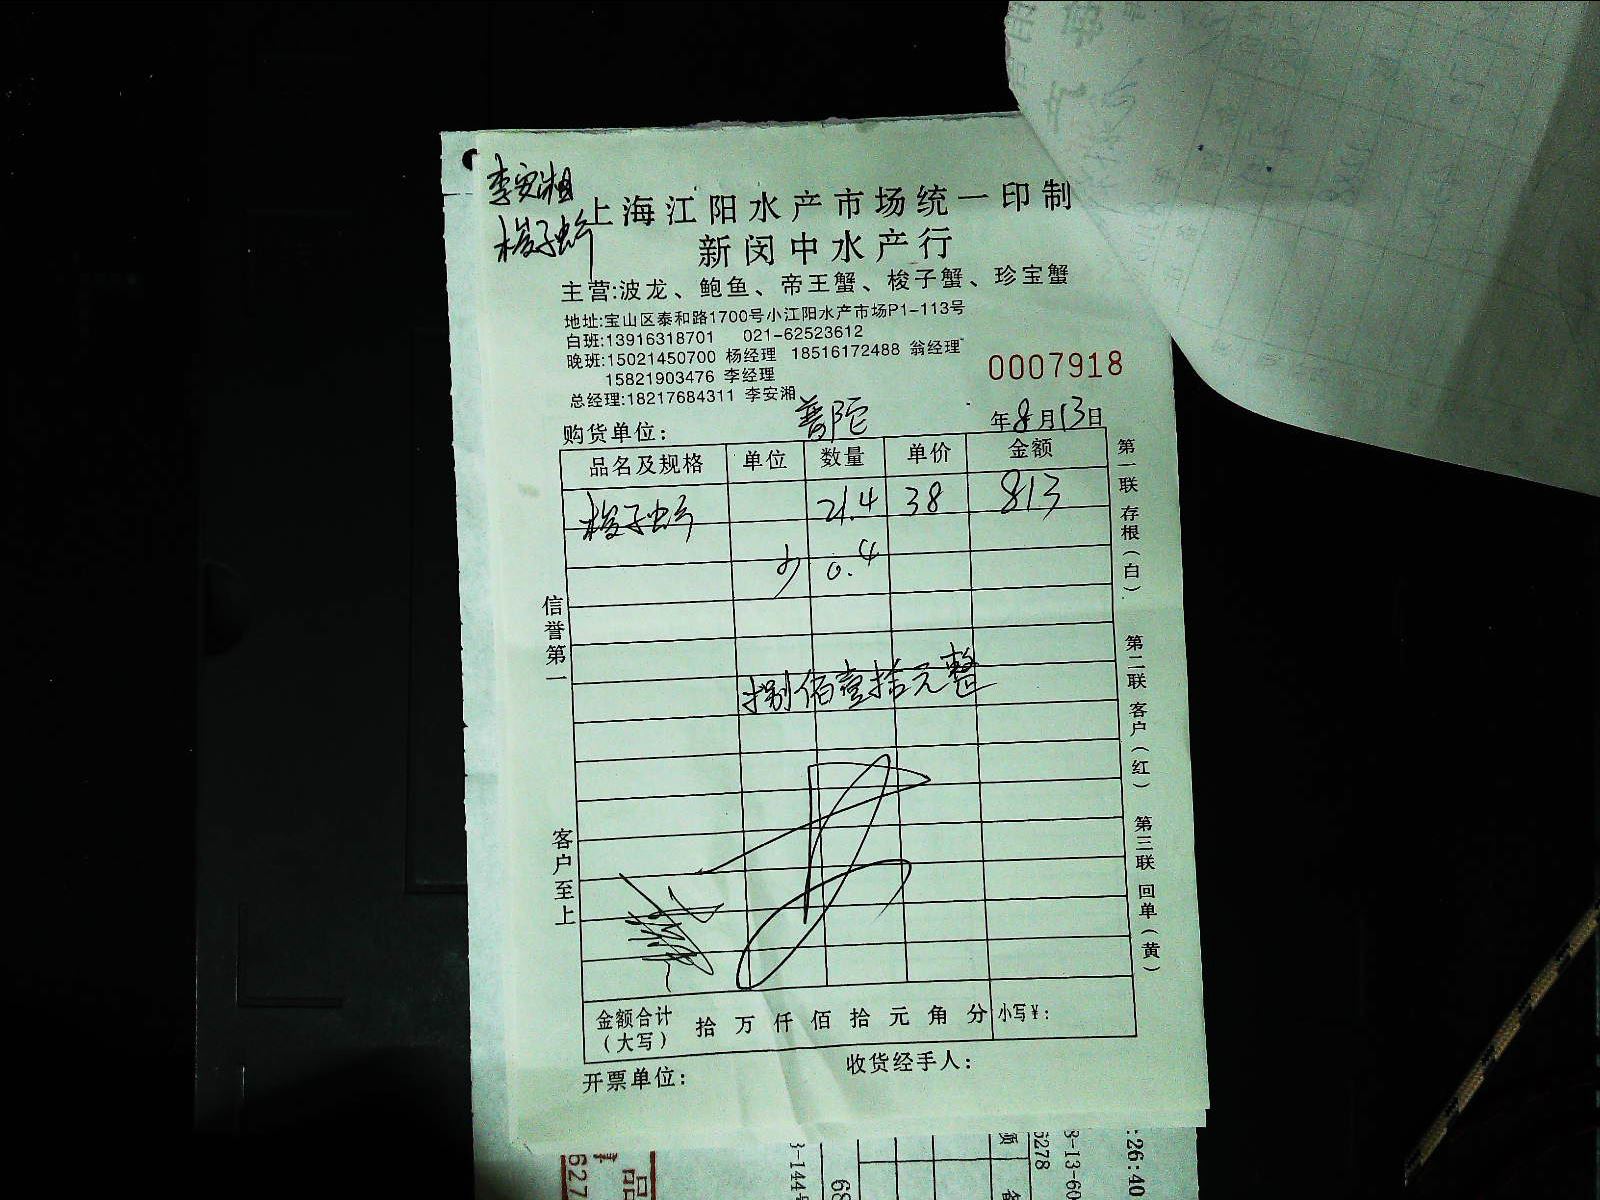 李安湘
梭子虫
上海江阳水产市场统一印制
新闵中水产行
主营:波龙、鲍鱼、帝王蟹、梭子蟹、珍宝蟹
地址:宝山区泰和路1700号小江阳水产市场P1-113号
白班:13916318701 021-62523612
晚班:15021450700 杨经理 18516172488 翁经理
15821903476 李经理
总经理:18217684311 李安湘
0007918
购货单位: 普陀 年8月13日
品名及规格 单位 数量 单价 金额
梭子虫 21.4 38 813
少 0.4
捌佰壹拾元整
信誉第一
客户至上
第一联 存根(白)
第二联 客户(红)
第三联 回单(黄)
金额合计(大写) 拾 万 仟 佰 拾 元 角 分 小写¥:
开票单位: 收货经手人:
:26:40
6278